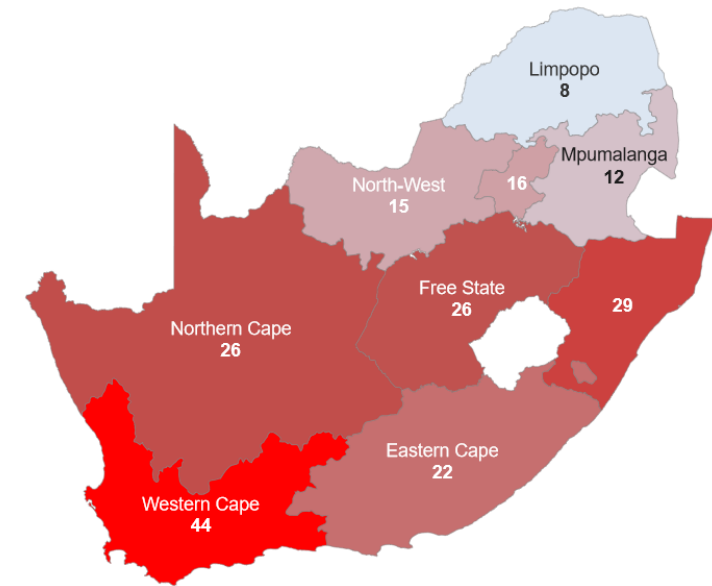 Limpopo
8
Mpumalanga
12
North-West
15
16
Free State
26
29
Northern Cape
26
Eastern Cape
22
Western Cape
44